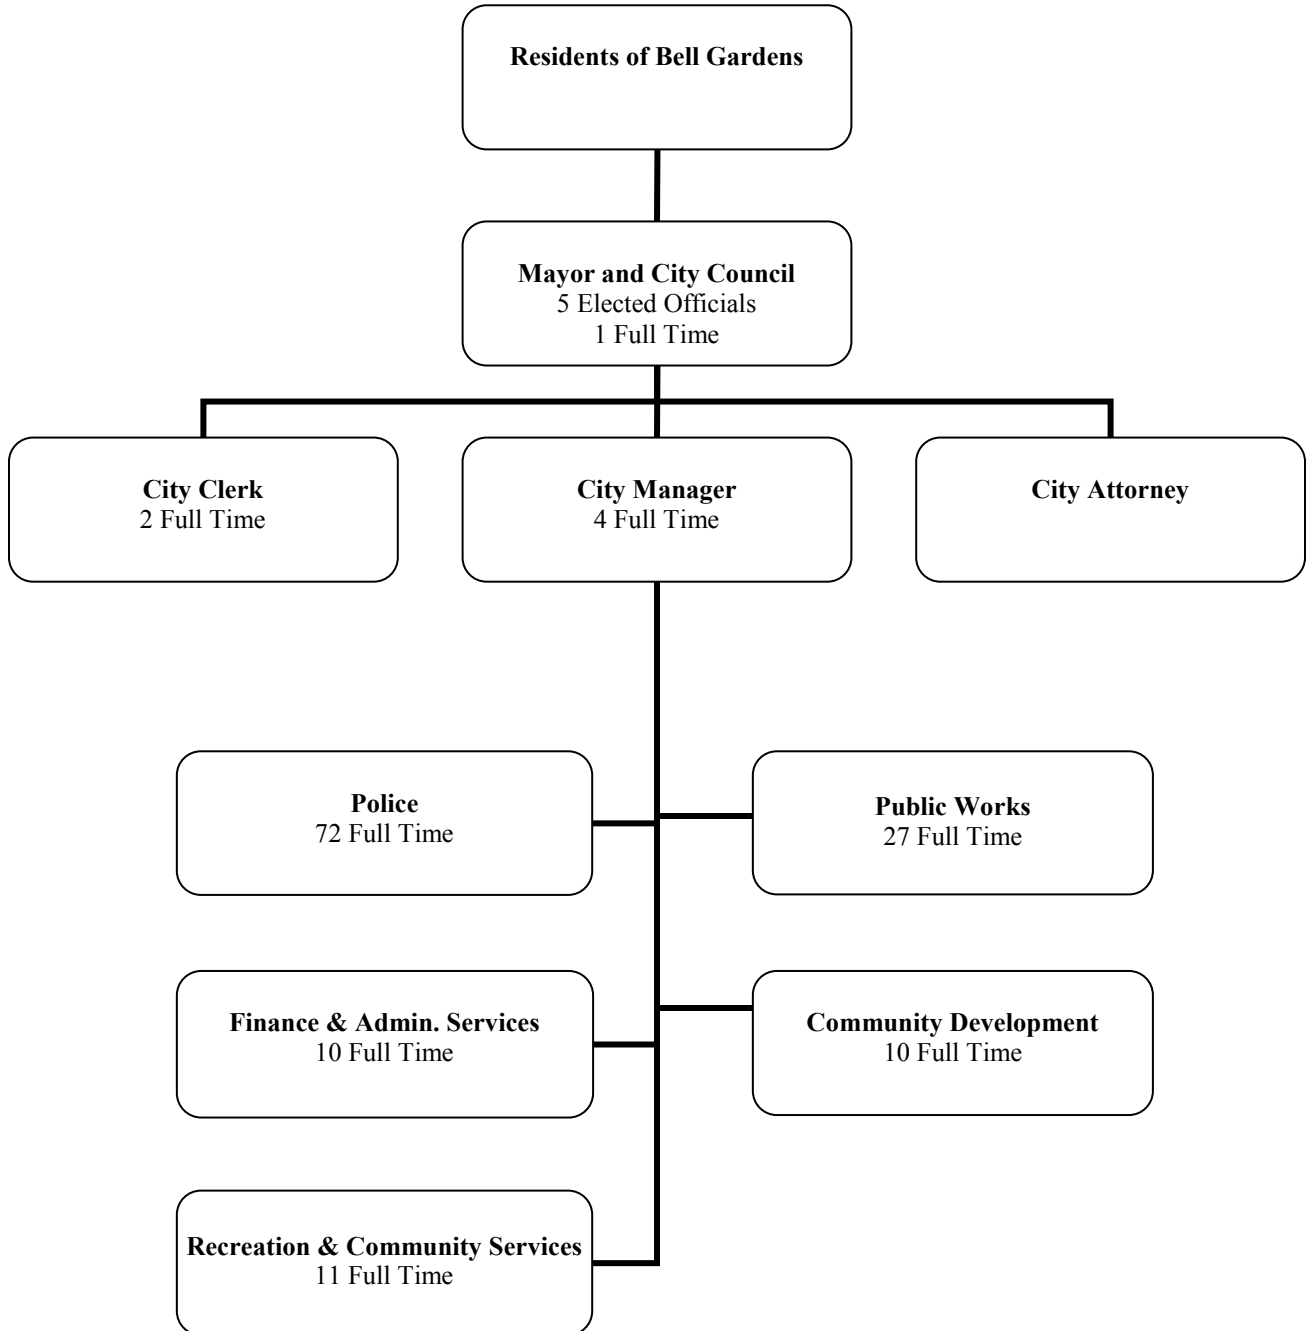 Residents of Bell Gardens
Mayor and City Council
5 Elected Officials
1 Full Time
City Clerk
2 Full Time
City Manager
4 Full Time
City Attorney
Police
72 Full Time
Public Works
27 Full Time
Finance & Admin. Services
10 Full Time
Community Development
10 Full Time
Recreation & Community Services
11 Full Time